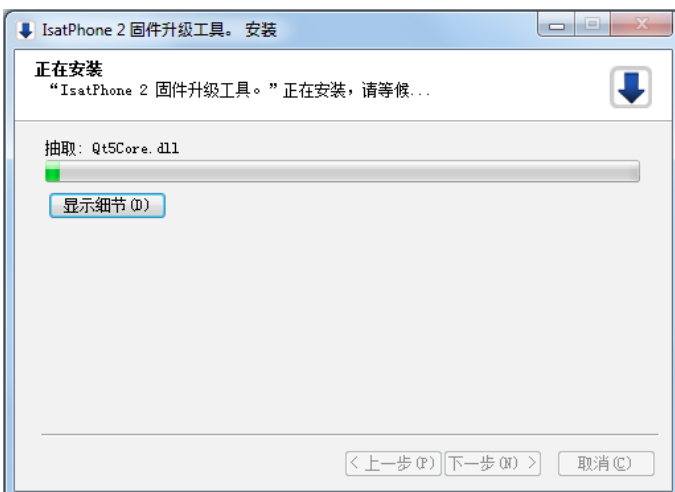 IsatPhone 2 固件升级工具。 安装
正在安装
“IsatPhone 2 固件升级工具。”正在安装，请等候...
抽取: Qt5Core.dll
显示细节(D)
< 上一步(P) 下一步(N) > 取消(C)